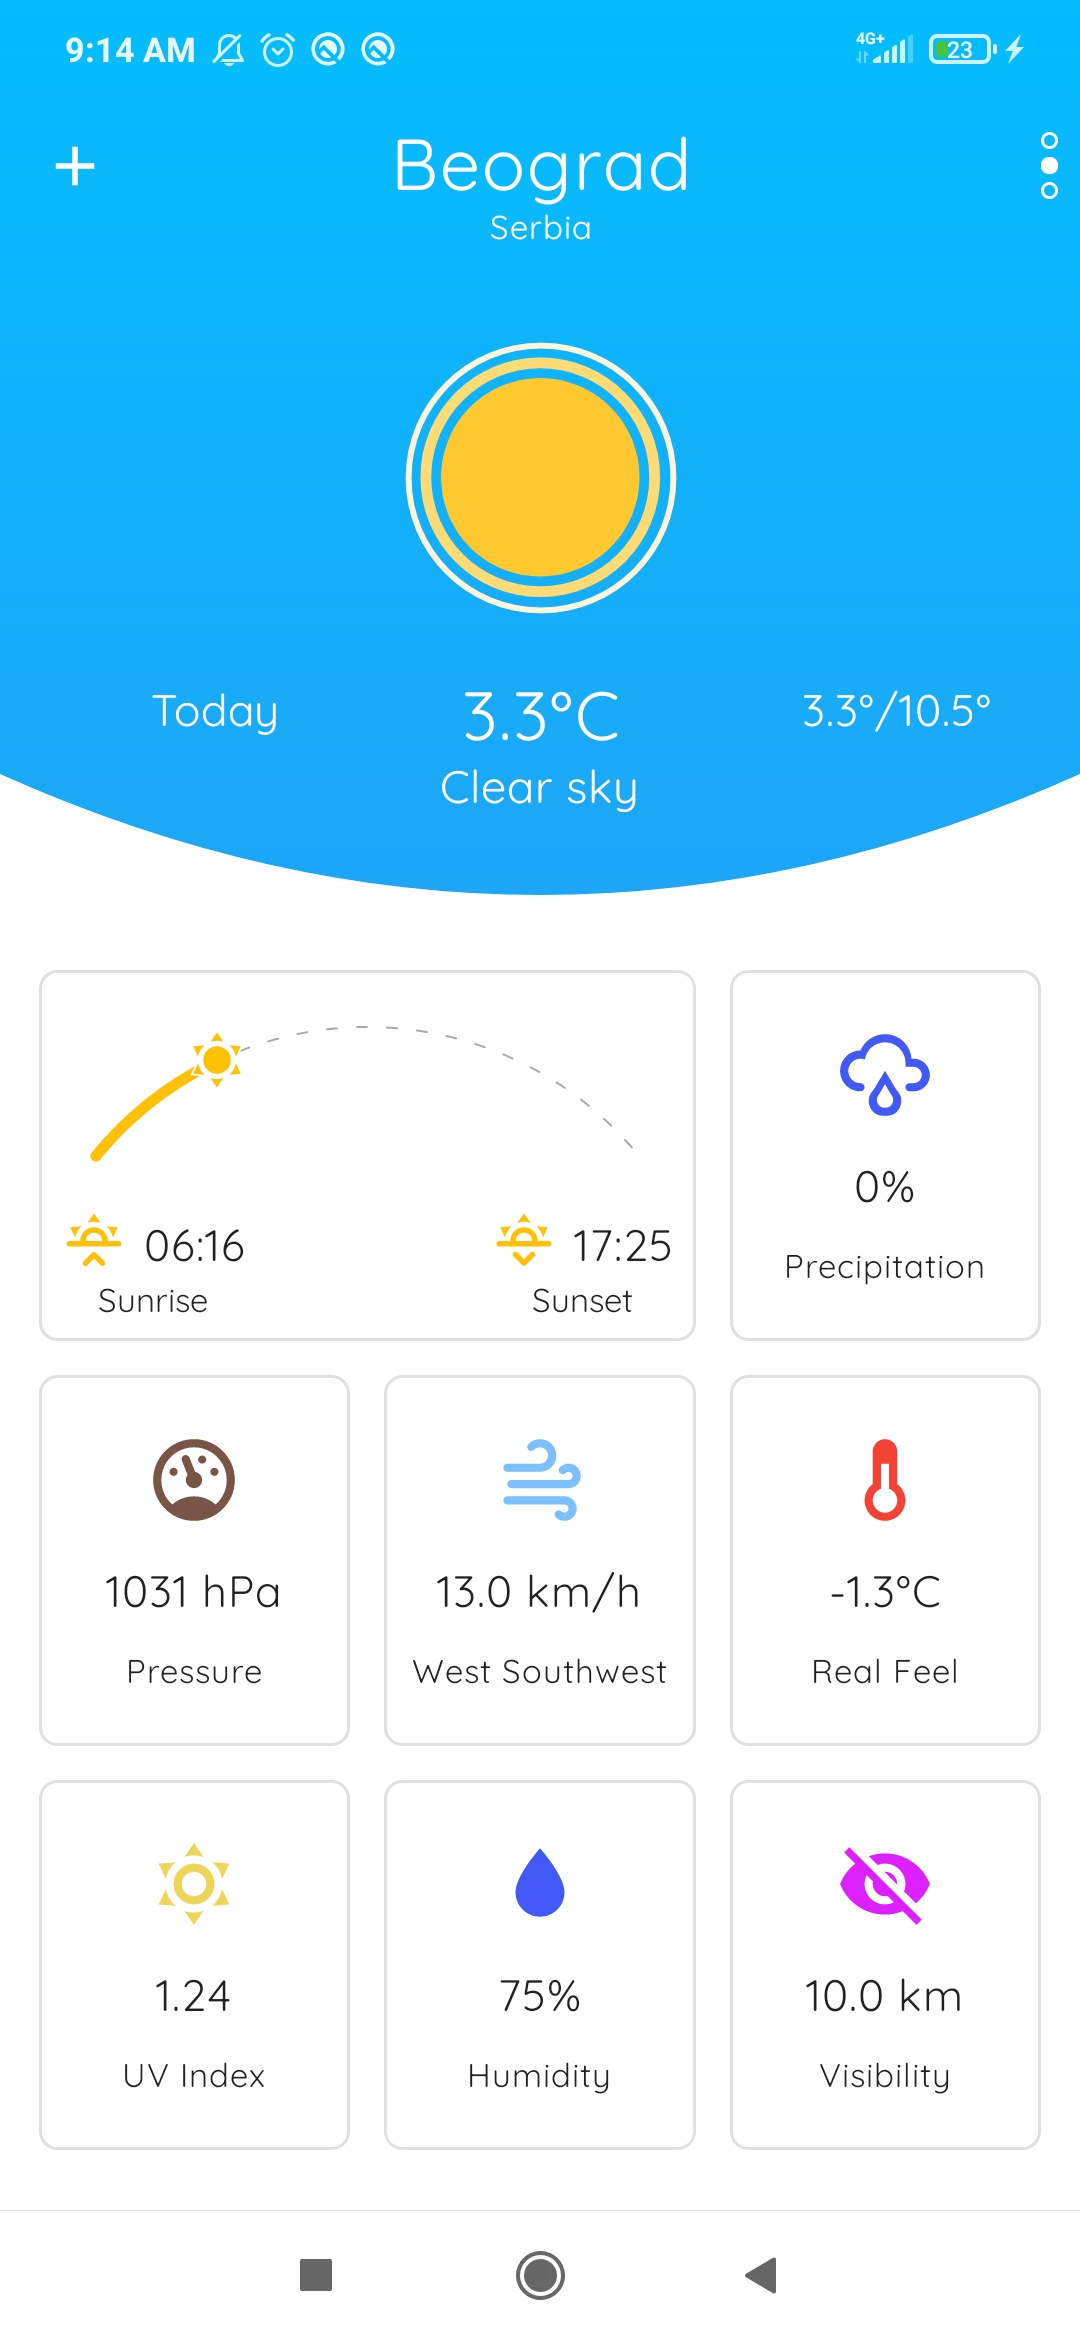 9:14 AM
4G+
23
Beograd
Serbia
Today
3.3°C
3.3°/10.5°
Clear sky
06:16
Sunrise
17:25
Sunset
0%
Precipitation
1031 hPa
Pressure
13.0 km/h
West Southwest
-1.3°C
Real Feel
1.24
UV Index
75%
Humidity
10.0 km
Visibility